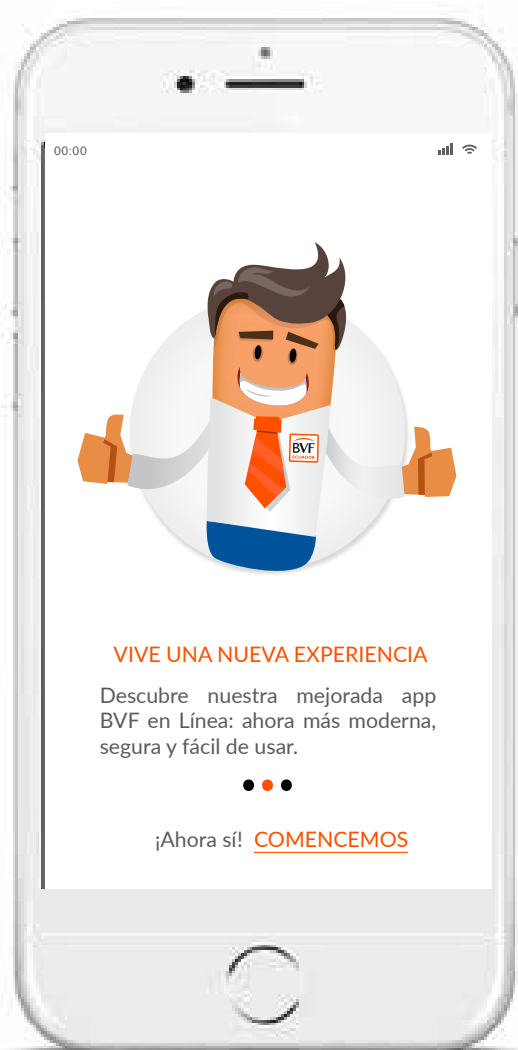 00:00
BVF
ECUADOR
VIVE UNA NUEVA EXPERIENCIA
Descubre nuestra mejorada app
BVF en Línea: ahora más moderna,
segura y fácil de usar.
¡Ahora sí! COMENCEMOS